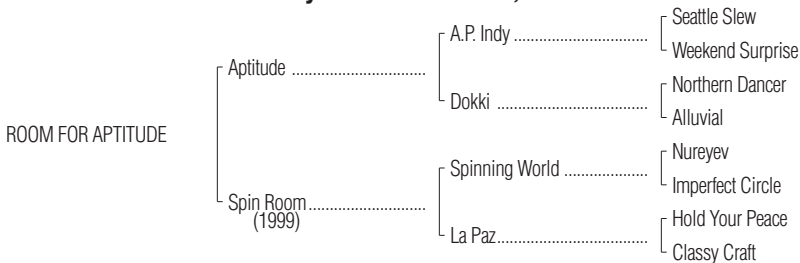 Seattle Slew
A.P. Indy ..................................
Weekend Surprise
Aptitude ..................................
Northern Dancer
Dokki ......................................
Alluvial
ROOM FOR APTITUDE
Nureyev
Spinning World .....................
Imperfect Circle
Spin Room..............................
(1999)
Hold Your Peace
La Paz......................................
Classy Craft